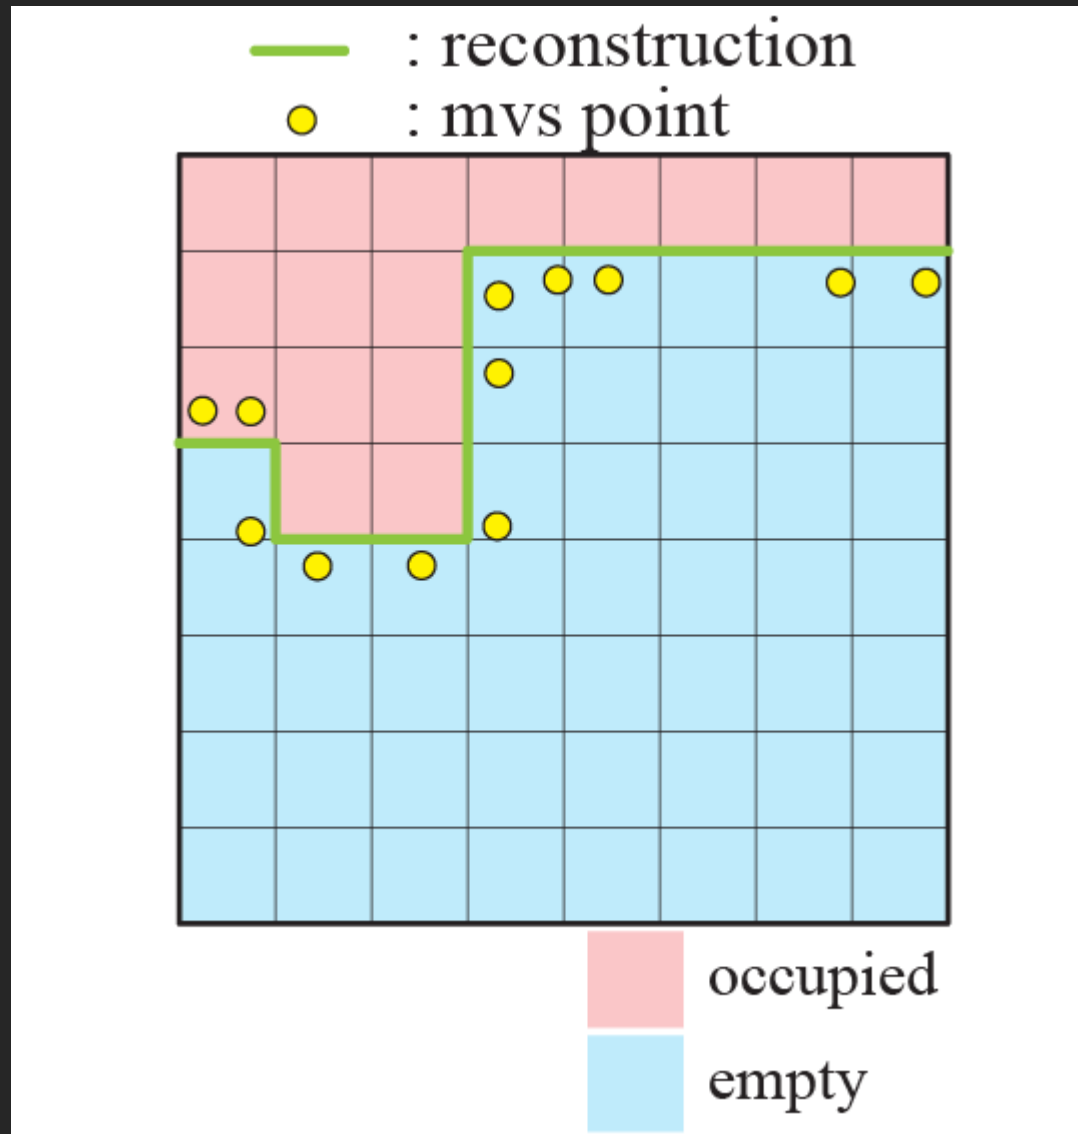 : reconstruction
: mvs point
occupied
empty